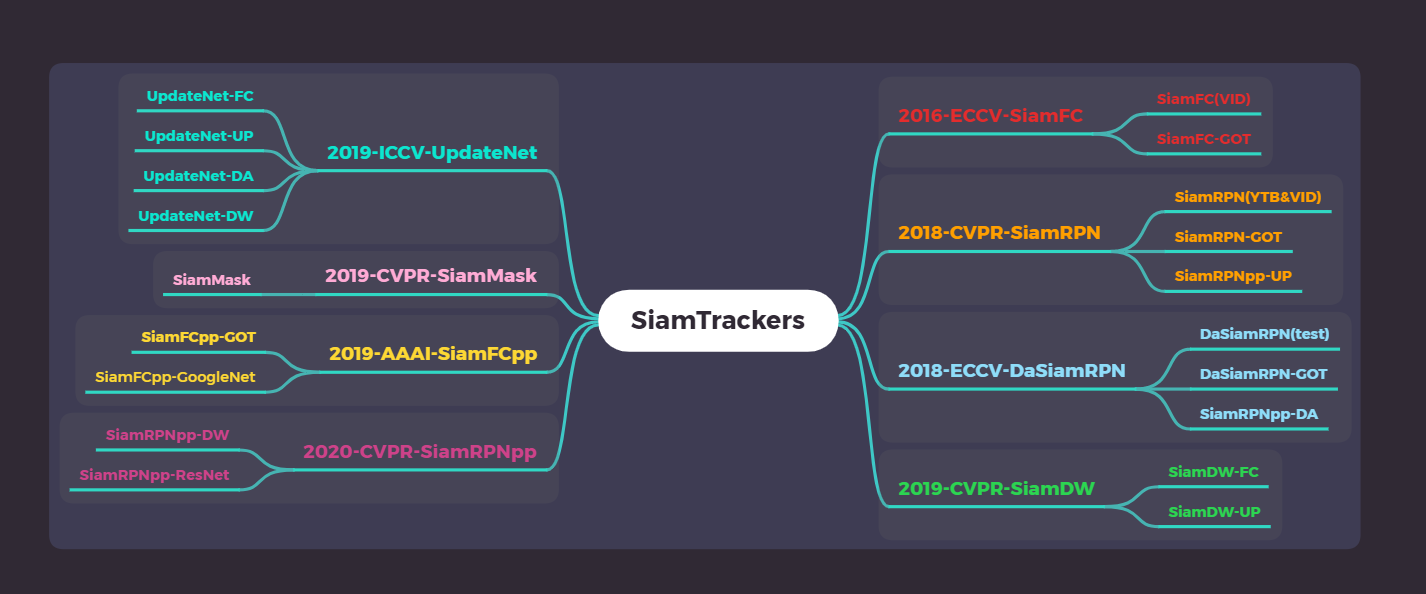 SiamTrackers
2016-ECCV-SiamFC
SiamFC(VID)
SiamFC-GOT
2018-CVPR-SiamRPN
SiamRPN(YTB&VID)
SiamRPN-GOT
SiamRPNpp-UP
2018-ECCV-DaSiamRPN
DaSiamRPN(test)
DaSiamRPN-GOT
SiamRPNpp-DA
2019-CVPR-SiamDW
SiamDW-FC
SiamDW-UP
2019-ICCV-UpdateNet
UpdateNet-FC
UpdateNet-UP
UpdateNet-DA
UpdateNet-DW
2019-CVPR-SiamMask
SiamMask
2019-AAAI-SiamFCpp
SiamFCpp-GOT
SiamFCpp-GoogleNet
2020-CVPR-SiamRPNpp
SiamRPNpp-DW
SiamRPNpp-ResNet